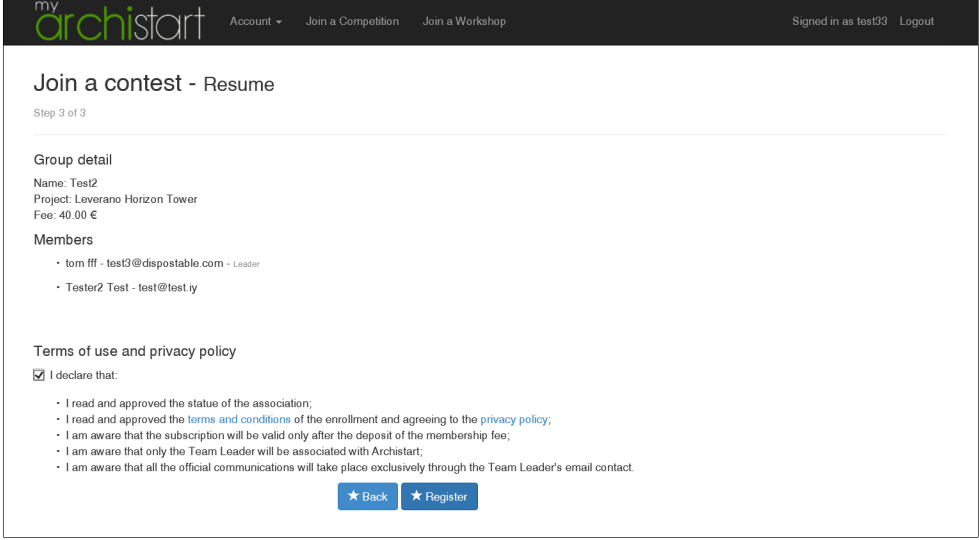 my
archistart
Account Join a Competition Join a Workshop Signed in as test33 Logout
Join a contest - Resume
Step 3 of 3
Group detail
Name: Test2
Project: Leverano Horizon Tower
Fee: 40.00 €
Members
• tom fff - test3@dispostable.com - Leader
• Tester2 Test - test@test.iy
Terms of use and privacy policy
I declare that:
• I read and approved the statue of the association;
• I read and approved the terms and conditions of the enrollment and agreeing to the privacy policy;
• I am aware that the subscription will be valid only after the deposit of the membership fee;
• I am aware that only the Team Leader will be associated with Archistart;
• I am aware that all the official communications will take place exclusively through the Team Leader's email contact.
★ Back ★ Register